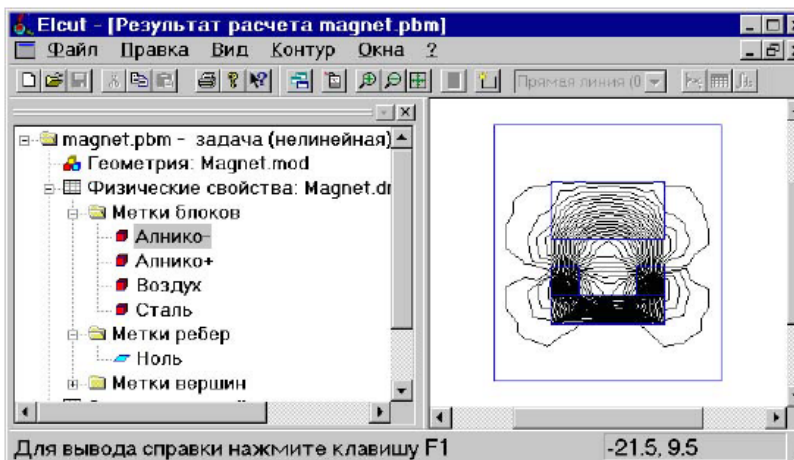 Elcut - [Результат расчета magnet.pbm]
Файл Правка Вид Контур Окна ?
Прямая линия (0
magnet.pbm - задача (нелинейная)
Геометрия: Magnet.mod
Физические свойства: Magnet.dr
Метки блоков
Алнико-
Алнико+
Воздух
Сталь
Метки ребер
Ноль
Метки вершин
Для вывода справки нажмите клавишу F1
-21.5, 9.5